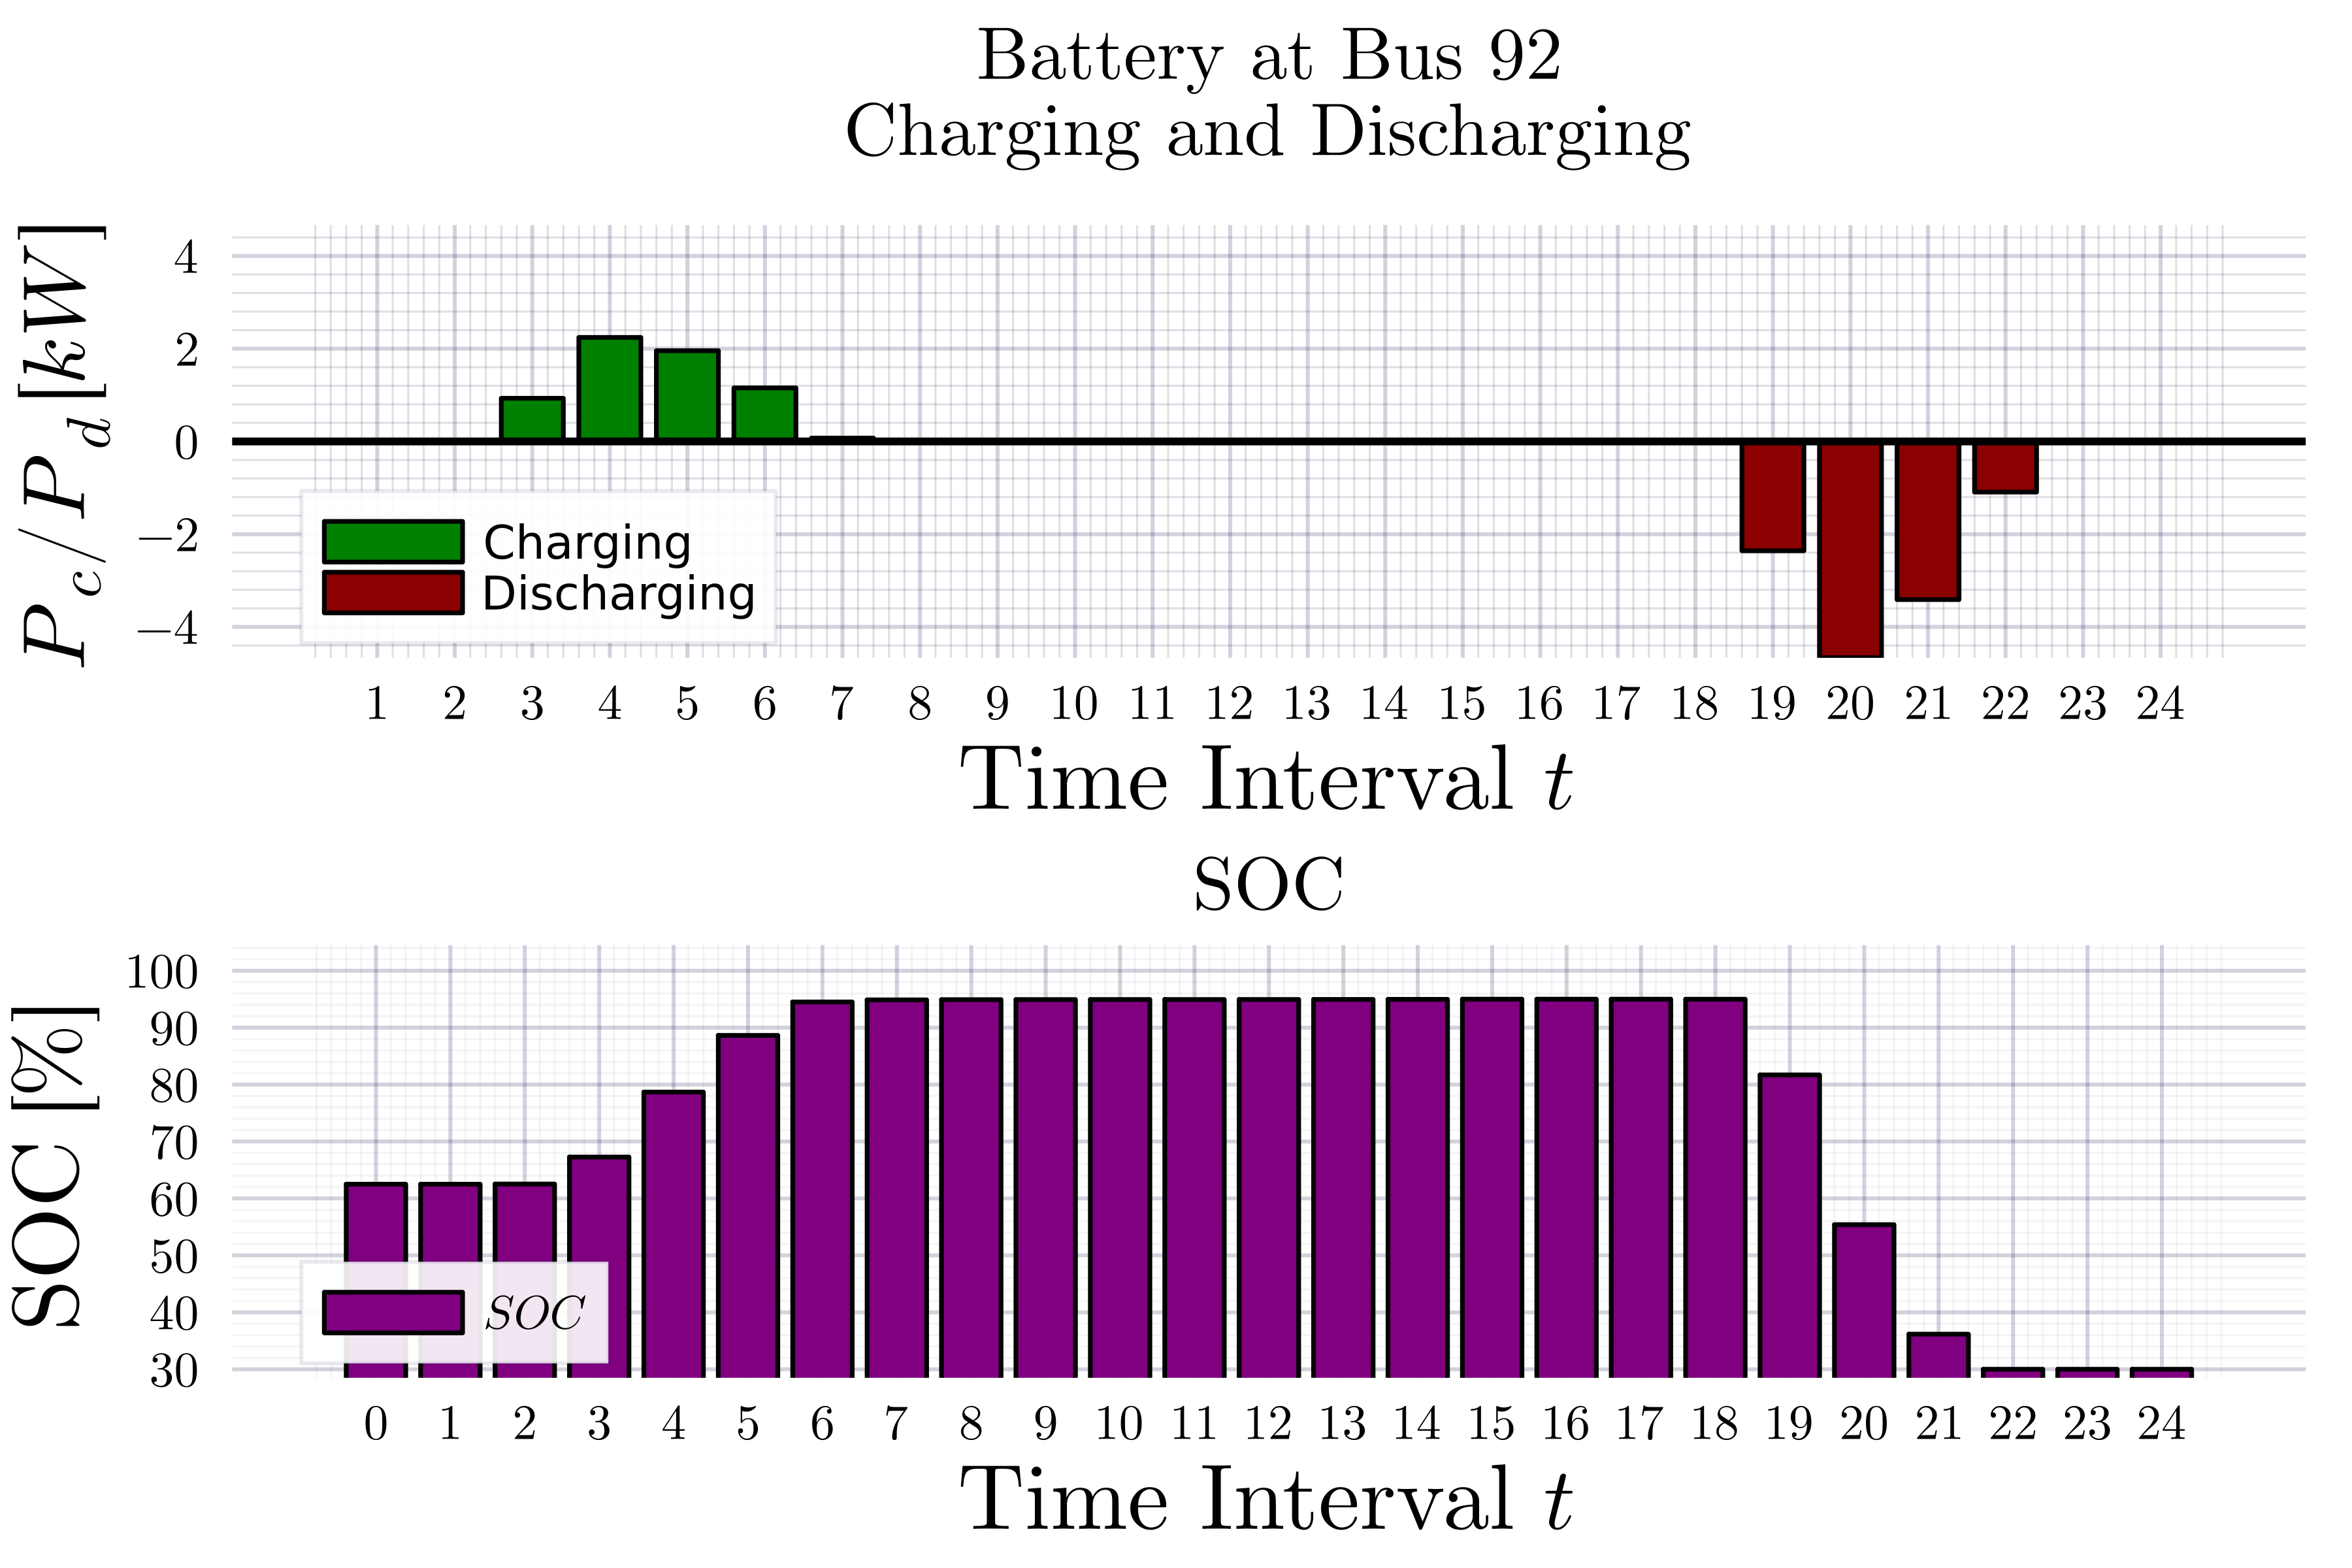 Battery at Bus 92
Charging and Discharging
P_c/P_d [kW]
4
2
0
−2
−4
Charging
Discharging
1 2 3 4 5 6 7 8 9 10 11 12 13 14 15 16 17 18 19 20 21 22 23 24
Time Interval t
SOC
SOC [%]
100
90
80
70
60
50
40
30
SOC
0 1 2 3 4 5 6 7 8 9 10 11 12 13 14 15 16 17 18 19 20 21 22 23 24
Time Interval t